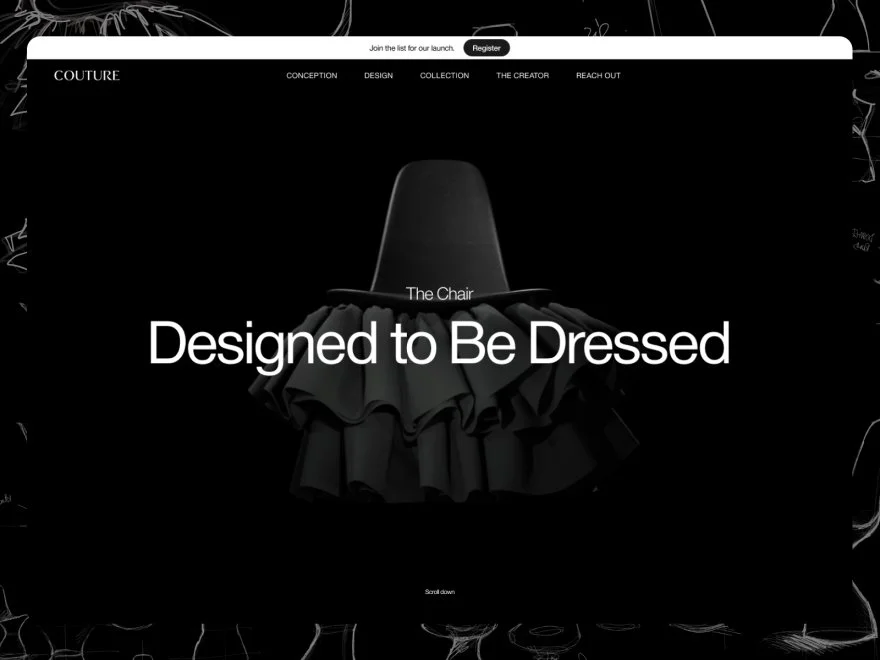 Join the list for our launch. Register
COUTURE
CONCEPTION DESIGN COLLECTION THE CREATOR REACH OUT
The Chair
Designed to Be Dressed
Scroll down